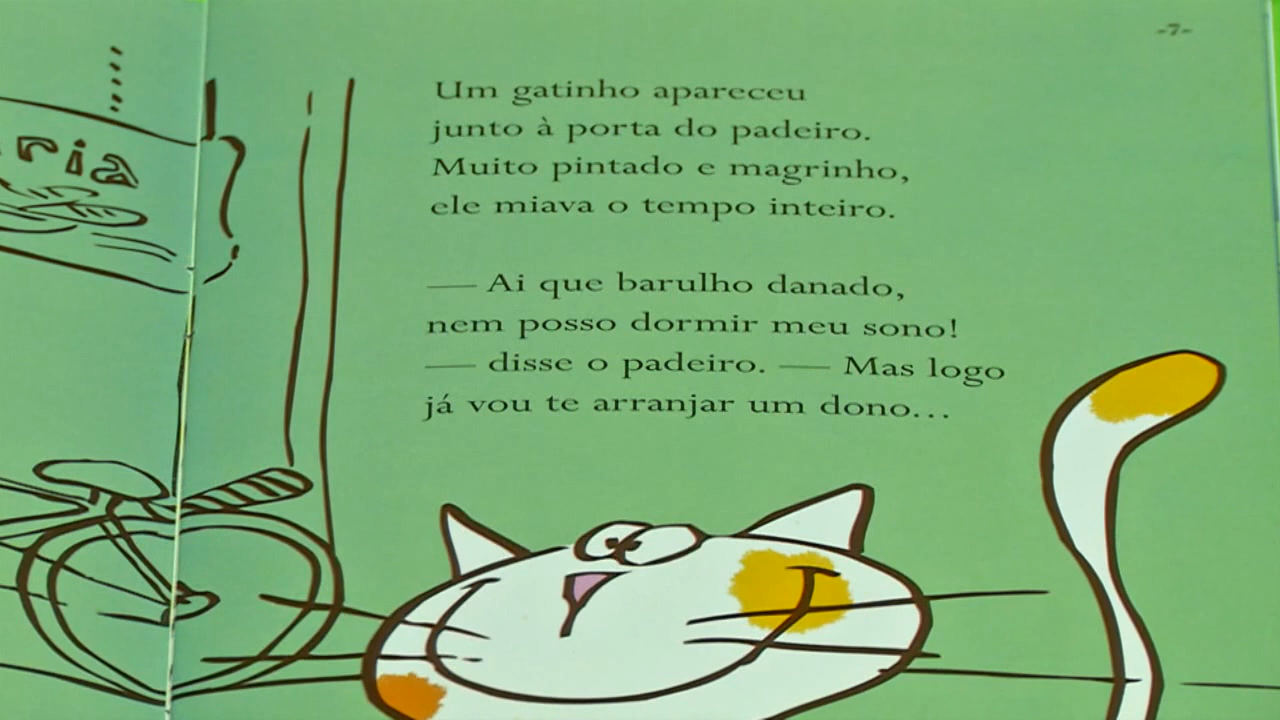 -7-
ria
Um gatinho apareceu
junto à porta do padeiro.
Muito pintado e magrinho,
ele miava o tempo inteiro.
— Ai que barulho danado,
nem posso dormir meu sono!
— disse o padeiro. — Mas logo
já vou te arranjar um dono...